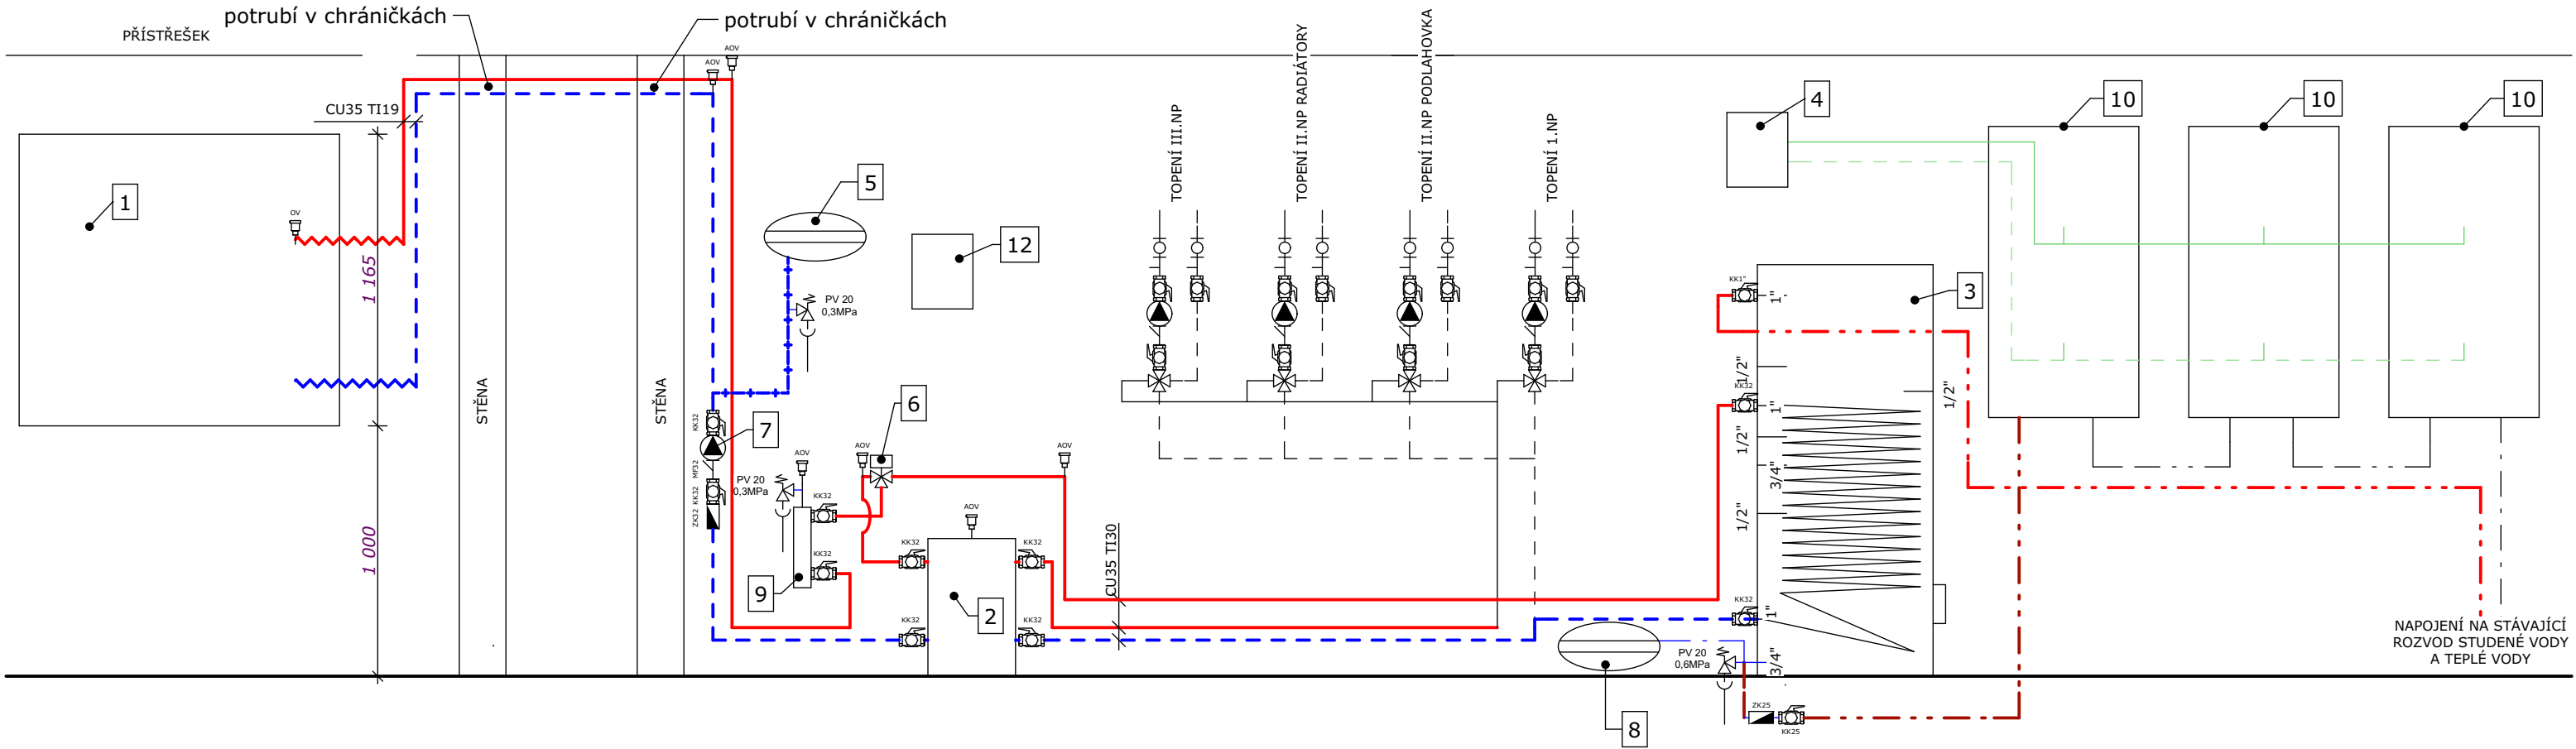 potrubí v chráničkách
potrubí v chráničkách
PŘÍSTŘEŠEK
AOV
AOV
CU35 TI19
1
OV
1 165
1 000
STĚNA
STĚNA
5
12
PV 20
0,3MPa
KK32
7
MF32
KK32
ZK32
PV 20
0,3MPa
AOV
KK32
KK32
9
AOV
6
AOV
AOV
KK32
KK32
KK32
KK32
2
CU35 TI30
TOPENÍ III.NP
TOPENÍ II.NP RADIÁTORY
TOPENÍ II.NP PODLAHOVKA
TOPENÍ 1.NP
4
10
10
10
3
KK1"
1"
1/2"
KK32
1"
1/2"
1/2"
3/4"
1/2"
KK32
1"
3/4"
PV 20
0,6MPa
8
ZK25
KK25
NAPOJENÍ NA STÁVAJÍCÍ
ROZVOD STUDENÉ VODY
A TEPLÉ VODY